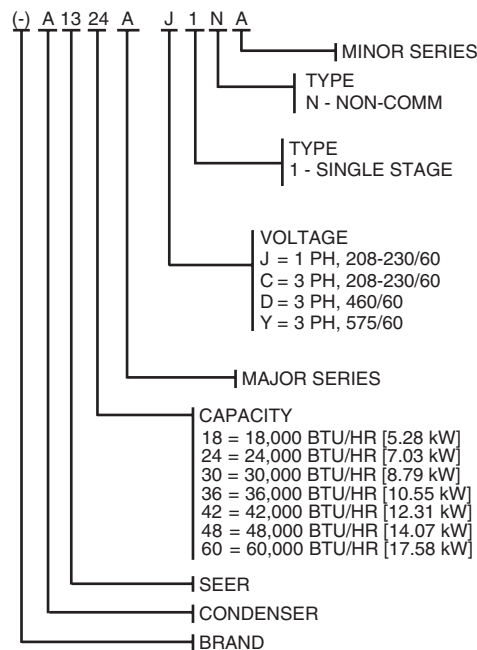 (-) A 13 24 A J 1 N A
MINOR SERIES
TYPE
N - NON-COMM
TYPE
1 - SINGLE STAGE
VOLTAGE
J = 1 PH, 208-230/60
C = 3 PH, 208-230/60
D = 3 PH, 460/60
Y = 3 PH, 575/60
MAJOR SERIES
CAPACITY
18 = 18,000 BTU/HR [5.28 kW]
24 = 24,000 BTU/HR [7.03 kW]
30 = 30,000 BTU/HR [8.79 kW]
36 = 36,000 BTU/HR [10.55 kW]
42 = 42,000 BTU/HR [12.31 kW]
48 = 48,000 BTU/HR [14.07 kW]
60 = 60,000 BTU/HR [17.58 kW]
SEER
CONDENSER
BRAND